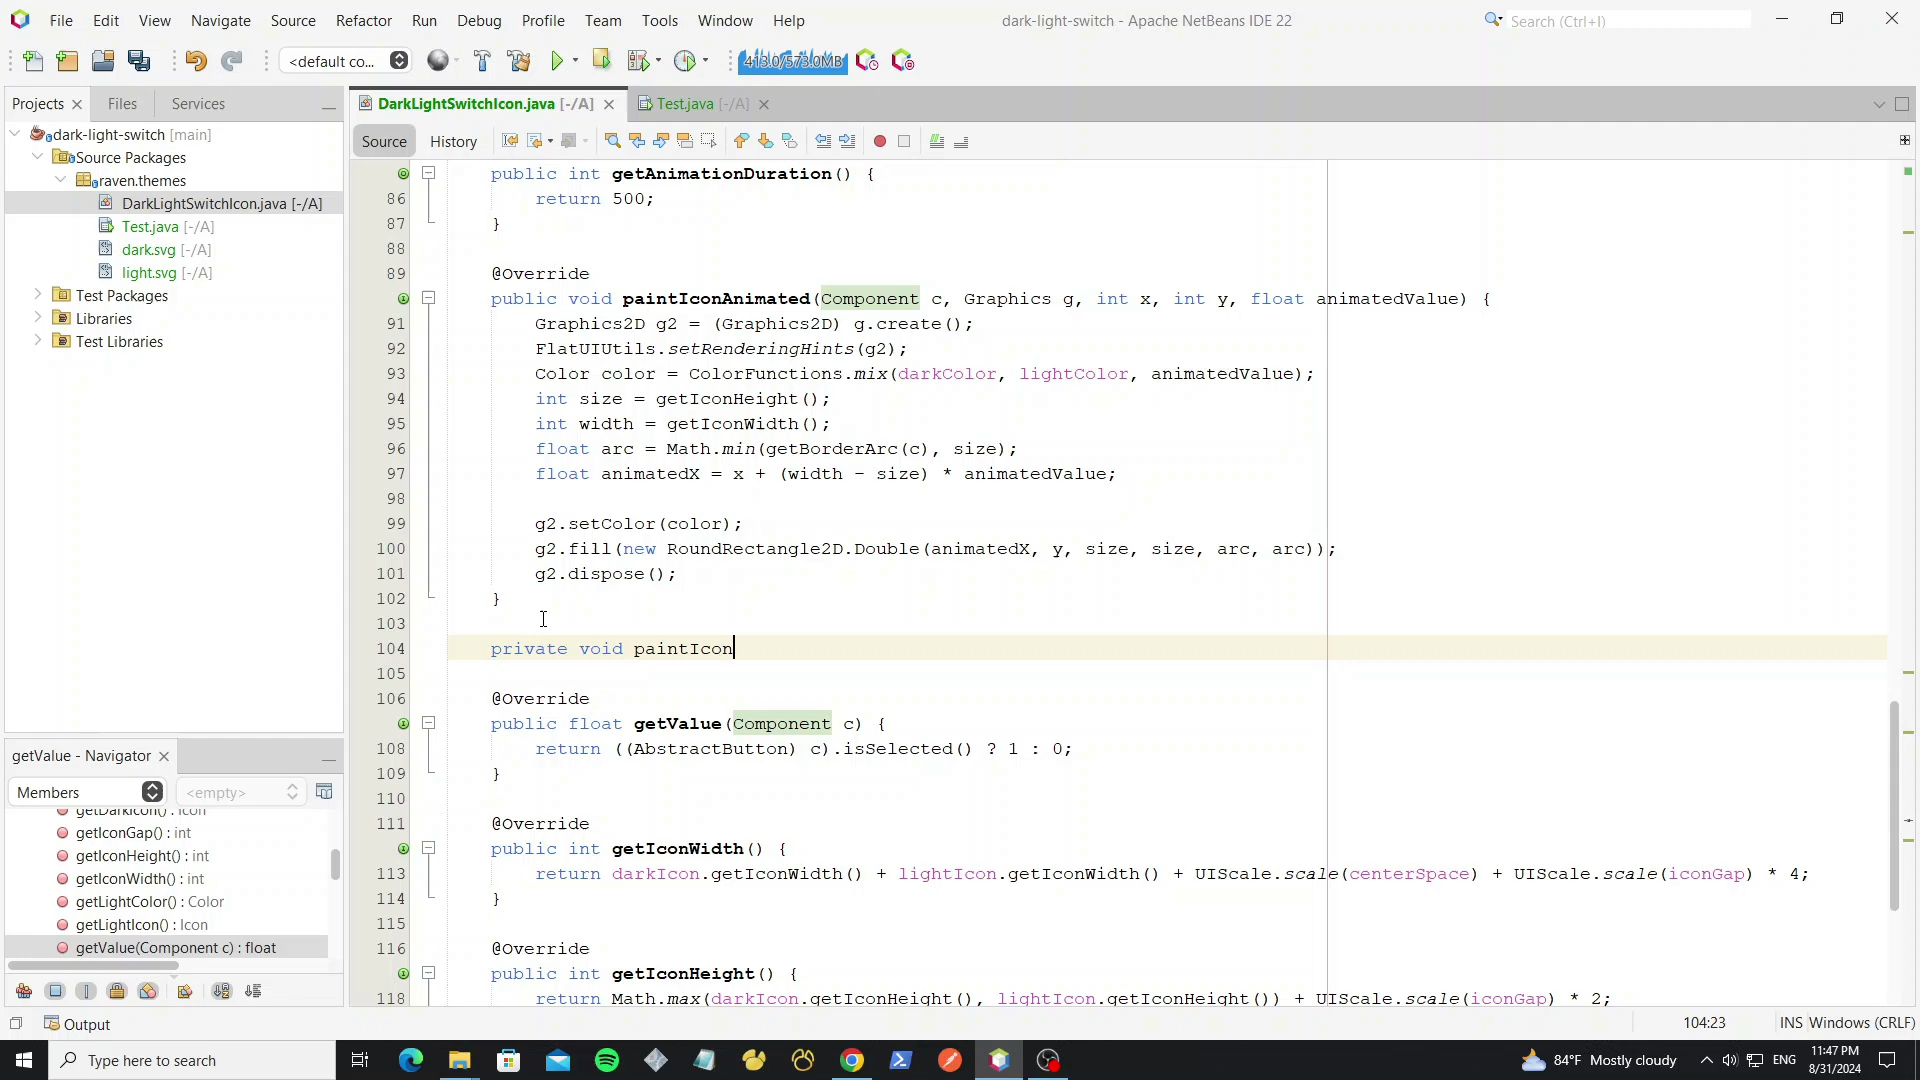 File Edit View Navigate Source Refactor Run Debug Profile Team Tools Window Help
dark-light-switch - Apache NetBeans IDE 22
Search (Ctrl+I)
<default co...
413.0/573.0MB
Projects Files Services
DarkLightSwitchIcon.java [-/A] Test.java [-/A]
Source History
dark-light-switch [main]
Source Packages
raven.themes
DarkLightSwitchIcon.java [-/A]
Test.java [-/A]
dark.svg [-/A]
light.svg [-/A]
Test Packages
Libraries
Test Libraries
getValue - Navigator
Members <empty>
getDarkIcon() : Icon
getIconGap() : int
getIconHeight() : int
getIconWidth() : int
getLightColor() : Color
getLightIcon() : Icon
getValue(Component c) : float
public int getAnimationDuration() {
86 return 500;
87 }
88
89 @Override
public void paintIconAnimated(Component c, Graphics g, int x, int y, float animatedValue) {
91 Graphics2D g2 = (Graphics2D) g.create();
92 FlatUIUtils.setRenderingHints(g2);
93 Color color = ColorFunctions.mix(darkColor, lightColor, animatedValue);
94 int size = getIconHeight();
95 int width = getIconWidth();
96 float arc = Math.min(getBorderArc(c), size);
97 float animatedX = x + (width - size) * animatedValue;
98
99 g2.setColor(color);
100 g2.fill(new RoundRectangle2D.Double(animatedX, y, size, size, arc, arc));
101 g2.dispose();
102 }
103
104 private void paintIcon
105
106 @Override
public float getValue(Component c) {
108 return ((AbstractButton) c).isSelected() ? 1 : 0;
109 }
110
111 @Override
public int getIconWidth() {
113 return darkIcon.getIconWidth() + lightIcon.getIconWidth() + UIScale.scale(centerSpace) + UIScale.scale(iconGap) * 4;
114 }
115
116 @Override
public int getIconHeight() {
118 return Math.max(darkIcon.getIconHeight(), lightIcon.getIconHeight()) + UIScale.scale(iconGap) * 2;
Output
104:23 INS Windows (CRLF)
Type here to search
84°F Mostly cloudy
ENG
11:47 PM
8/31/2024